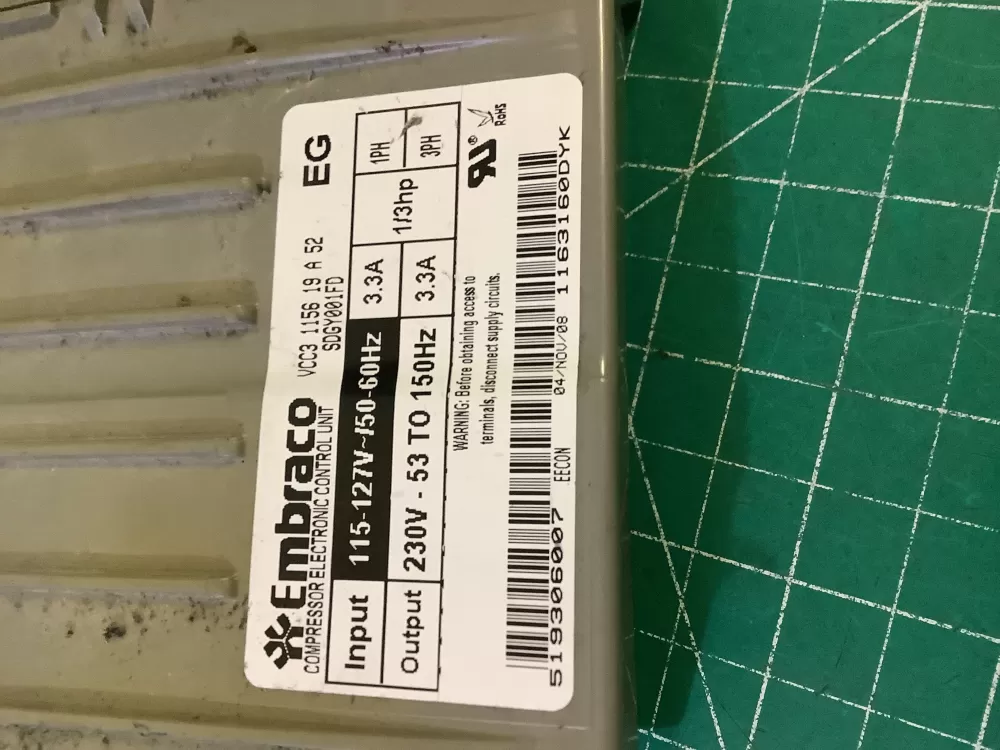 Embraco VCC3 1156 19 A 52 EG
COMPRESSOR ELECTRONIC CONTROL UNIT SDGY001FD
Input 115-127V~/50-60Hz 3.3A 1/3hp 1PH
Output 230V - 53 TO 150Hz 3.3A 3PH
WARNING: Before obtaining access to
terminals, disconnect supply circuits.
RU® RoHS
519306007 EECON 04/NOV/08 11631160DYK